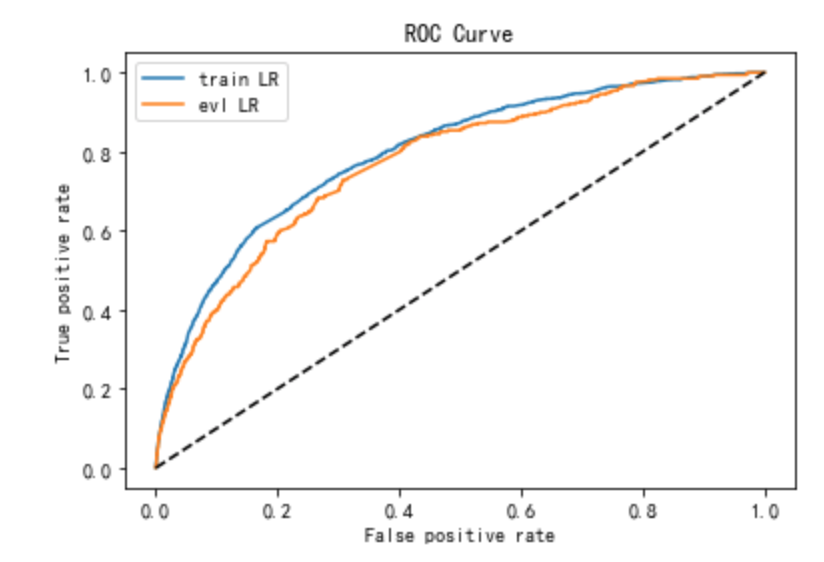 ROC Curve
train LR
evl LR
1.0
0.8
0.6
0.4
0.2
0.0
True positive rate
0.0 0.2 0.4 0.6 0.8 1.0
False positive rate